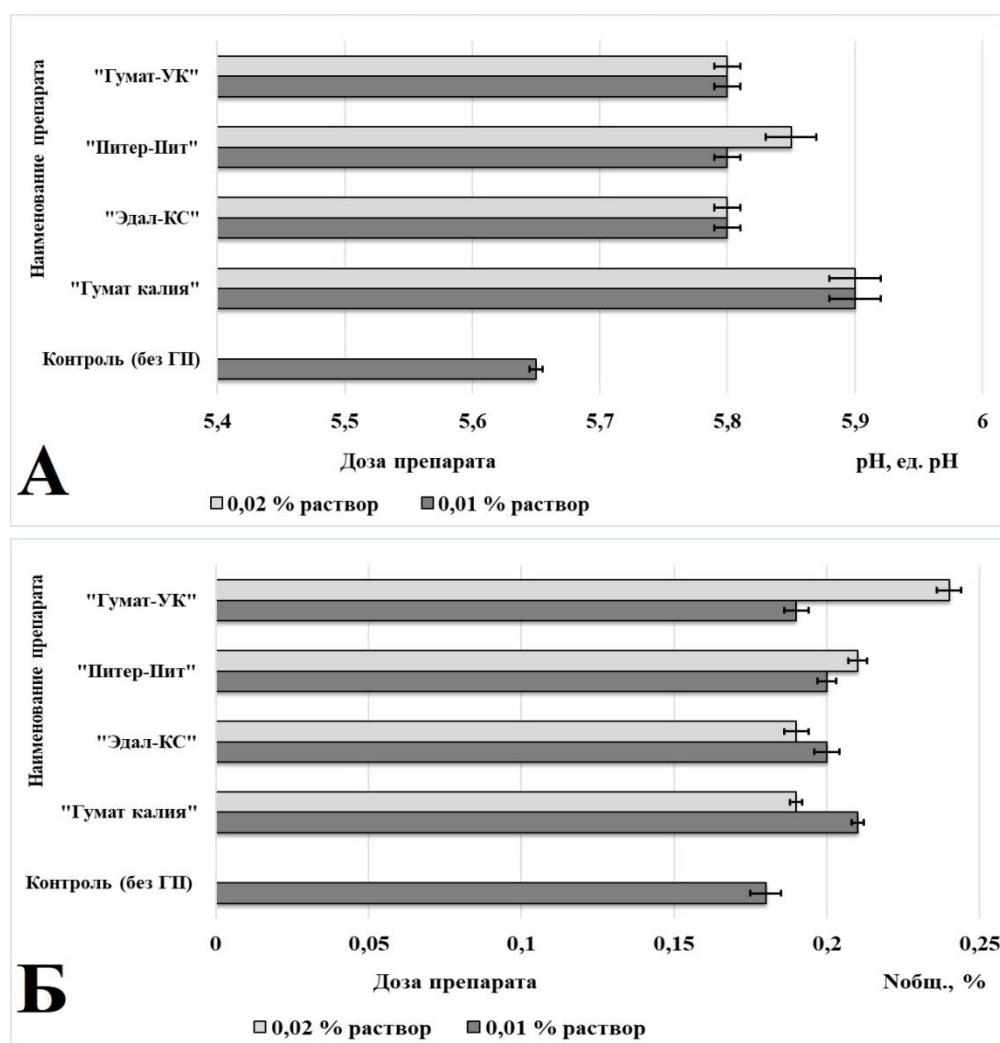 Наименование препарата
"Гумат-УК"
"Питер-Пит"
"Эдал-КС"
"Гумат калия"
Контроль (без ГП)
5,4 5,5 5,6 5,7 5,8 5,9 6
Доза препарата pH, ед. pH
А
0,02 % раствор 0,01 % раствор
Наименование препарата
"Гумат-УК"
"Питер-Пит"
"Эдал-КС"
"Гумат калия"
Контроль (без ГП)
0 0,05 0,1 0,15 0,2 0,25
Доза препарата Nобщ., %
Б
0,02 % раствор 0,01 % раствор